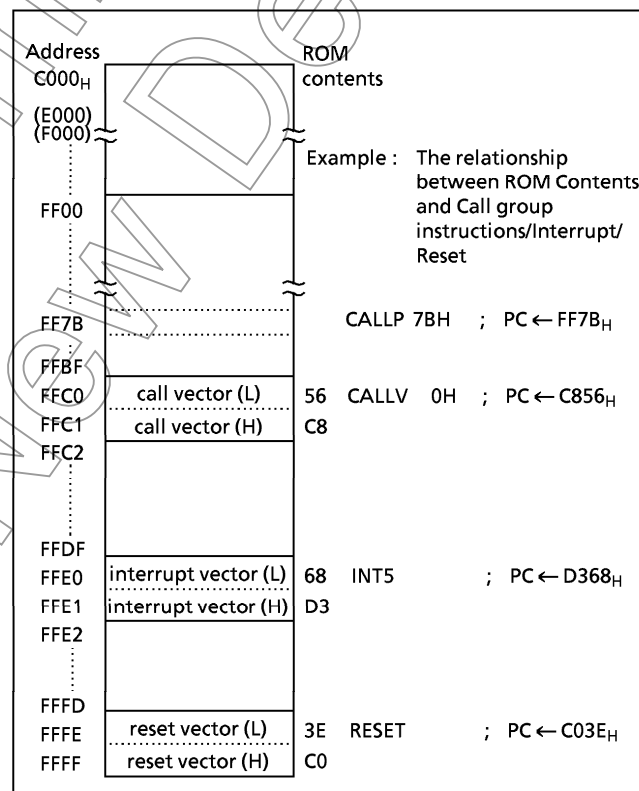 Address ROM
C000H contents
(E000)
(F000)
Example : The relationship
between ROM Contents
and Call group
instructions/Interrupt/
Reset
FF00
FF7B CALLP 7BH ; PC ← FF7BH
FFBF
FFC0 call vector (L) 56 CALLV 0H ; PC ← C856H
FFC1 call vector (H) C8
FFC2
FFDF
FFE0 interrupt vector (L) 68 INT5 ; PC ← D368H
FFE1 interrupt vector (H) D3
FFE2
FFFD
FFFE reset vector (L) 3E RESET ; PC ← C03EH
FFFF reset vector (H) C0